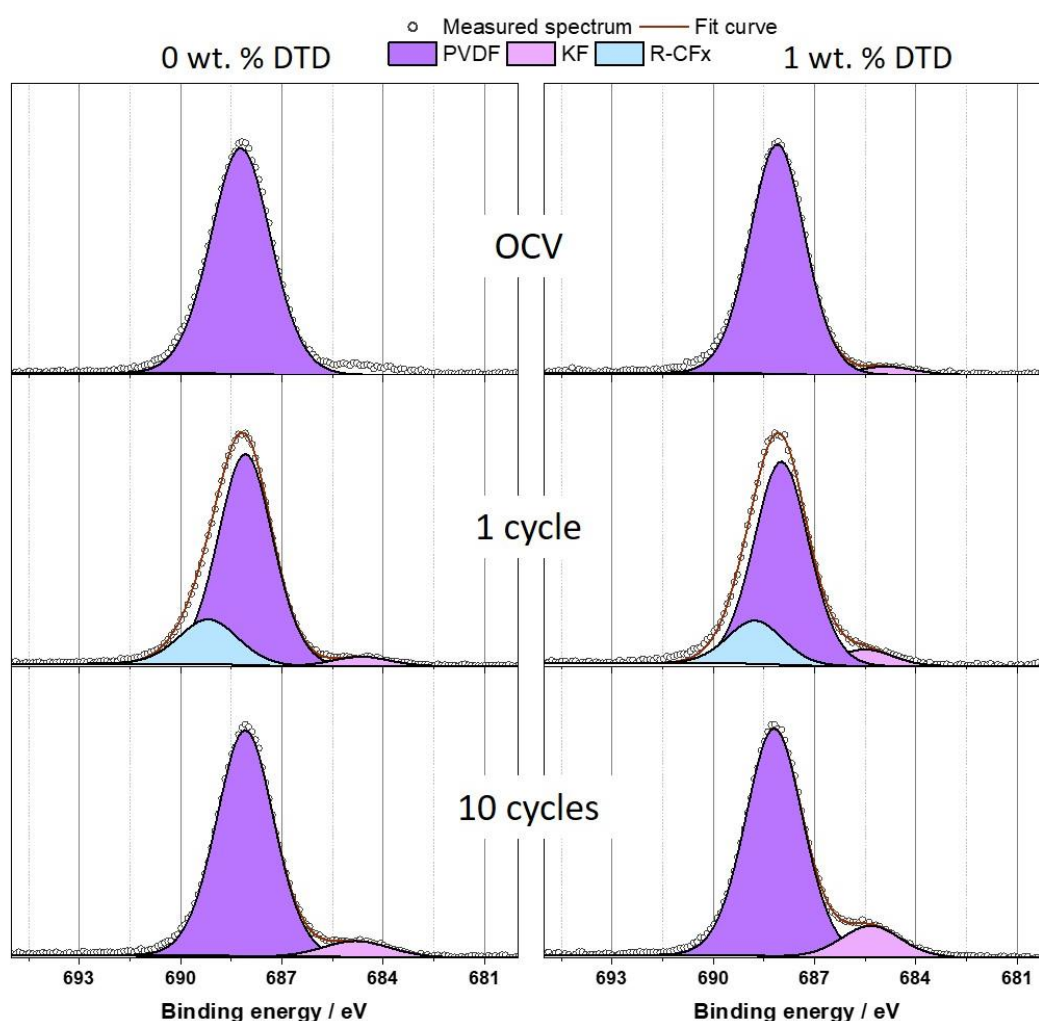 Measured spectrum Fit curve
PVDF KF R-CFx
0 wt. % DTD 1 wt. % DTD
OCV
1 cycle
10 cycles
693 690 687 684 681 693 690 687 684 681
Binding energy / eV Binding energy / eV